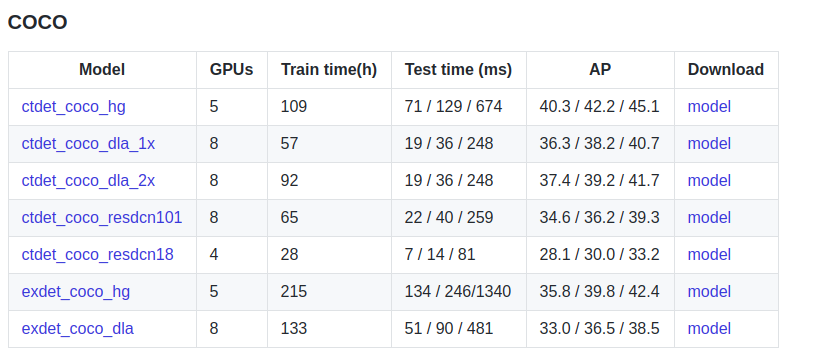 COCO
Model GPUs Train time(h) Test time (ms) AP Download
ctdet_coco_hg 5 109 71 / 129 / 674 40.3 / 42.2 / 45.1 model
ctdet_coco_dla_1x 8 57 19 / 36 / 248 36.3 / 38.2 / 40.7 model
ctdet_coco_dla_2x 8 92 19 / 36 / 248 37.4 / 39.2 / 41.7 model
ctdet_coco_resdcn101 8 65 22 / 40 / 259 34.6 / 36.2 / 39.3 model
ctdet_coco_resdcn18 4 28 7 / 14 / 81 28.1 / 30.0 / 33.2 model
exdet_coco_hg 5 215 134 / 246/1340 35.8 / 39.8 / 42.4 model
exdet_coco_dla 8 133 51 / 90 / 481 33.0 / 36.5 / 38.5 model